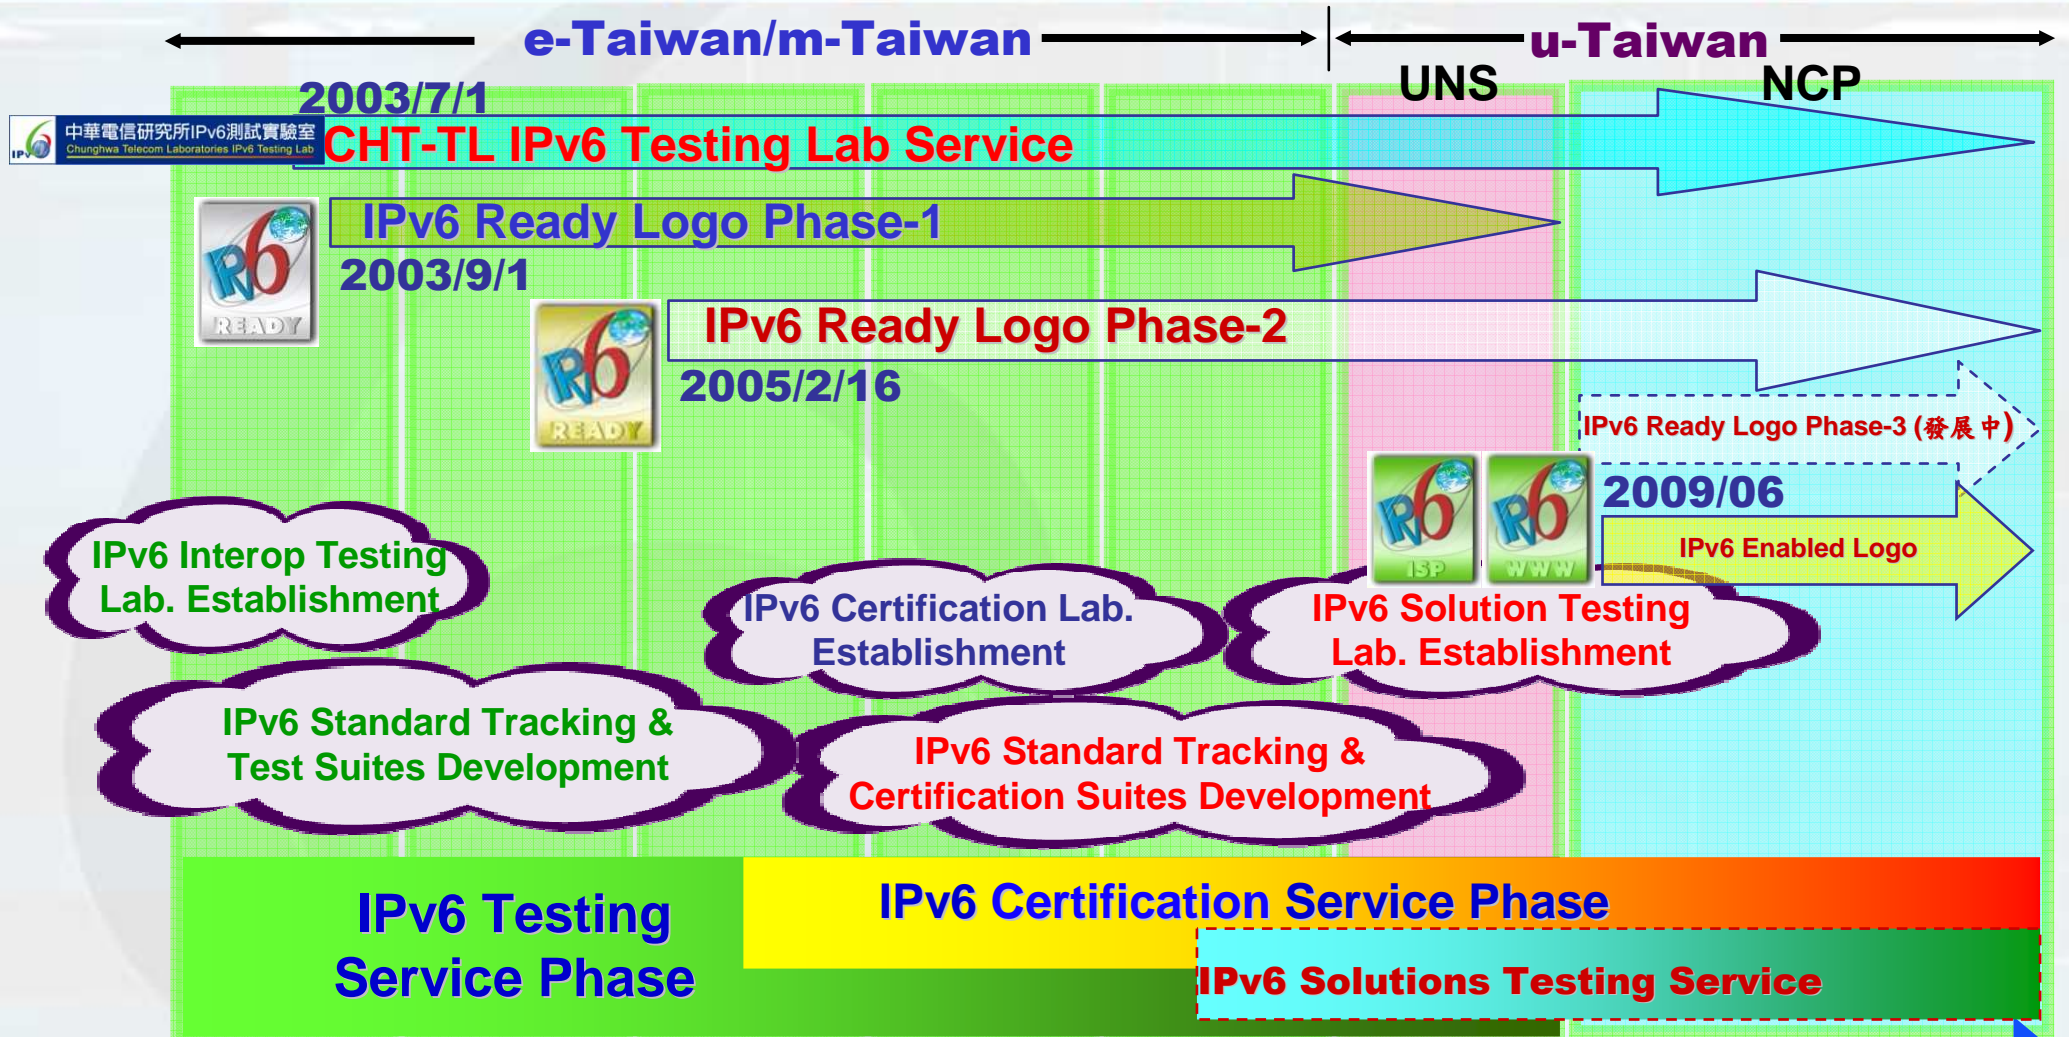 e-Taiwan/m-Taiwan
u-Taiwan
UNS
NCP
2003/7/1
IPv6
中華電信研究所IPv6測試實驗室
Chunghwa Telecom Laboratories IPv6 Testing Lab
CHT-TL IPv6 Testing Lab Service
IPv6
READY
IPv6 Ready Logo Phase-1
2003/9/1
IPv6
READY
IPv6 Ready Logo Phase-2
2005/2/16
IPv6 Ready Logo Phase-3 (發展中)
IPv6
ISP
IPv6
WWW
2009/06
IPv6 Enabled Logo
IPv6 Interop Testing
Lab. Establishment
IPv6 Certification Lab.
Establishment
IPv6 Solution Testing
Lab. Establishment
IPv6 Standard Tracking &
Test Suites Development
IPv6 Standard Tracking &
Certification Suites Development
IPv6 Testing
Service Phase
IPv6 Certification Service Phase
IPv6 Solutions Testing Service